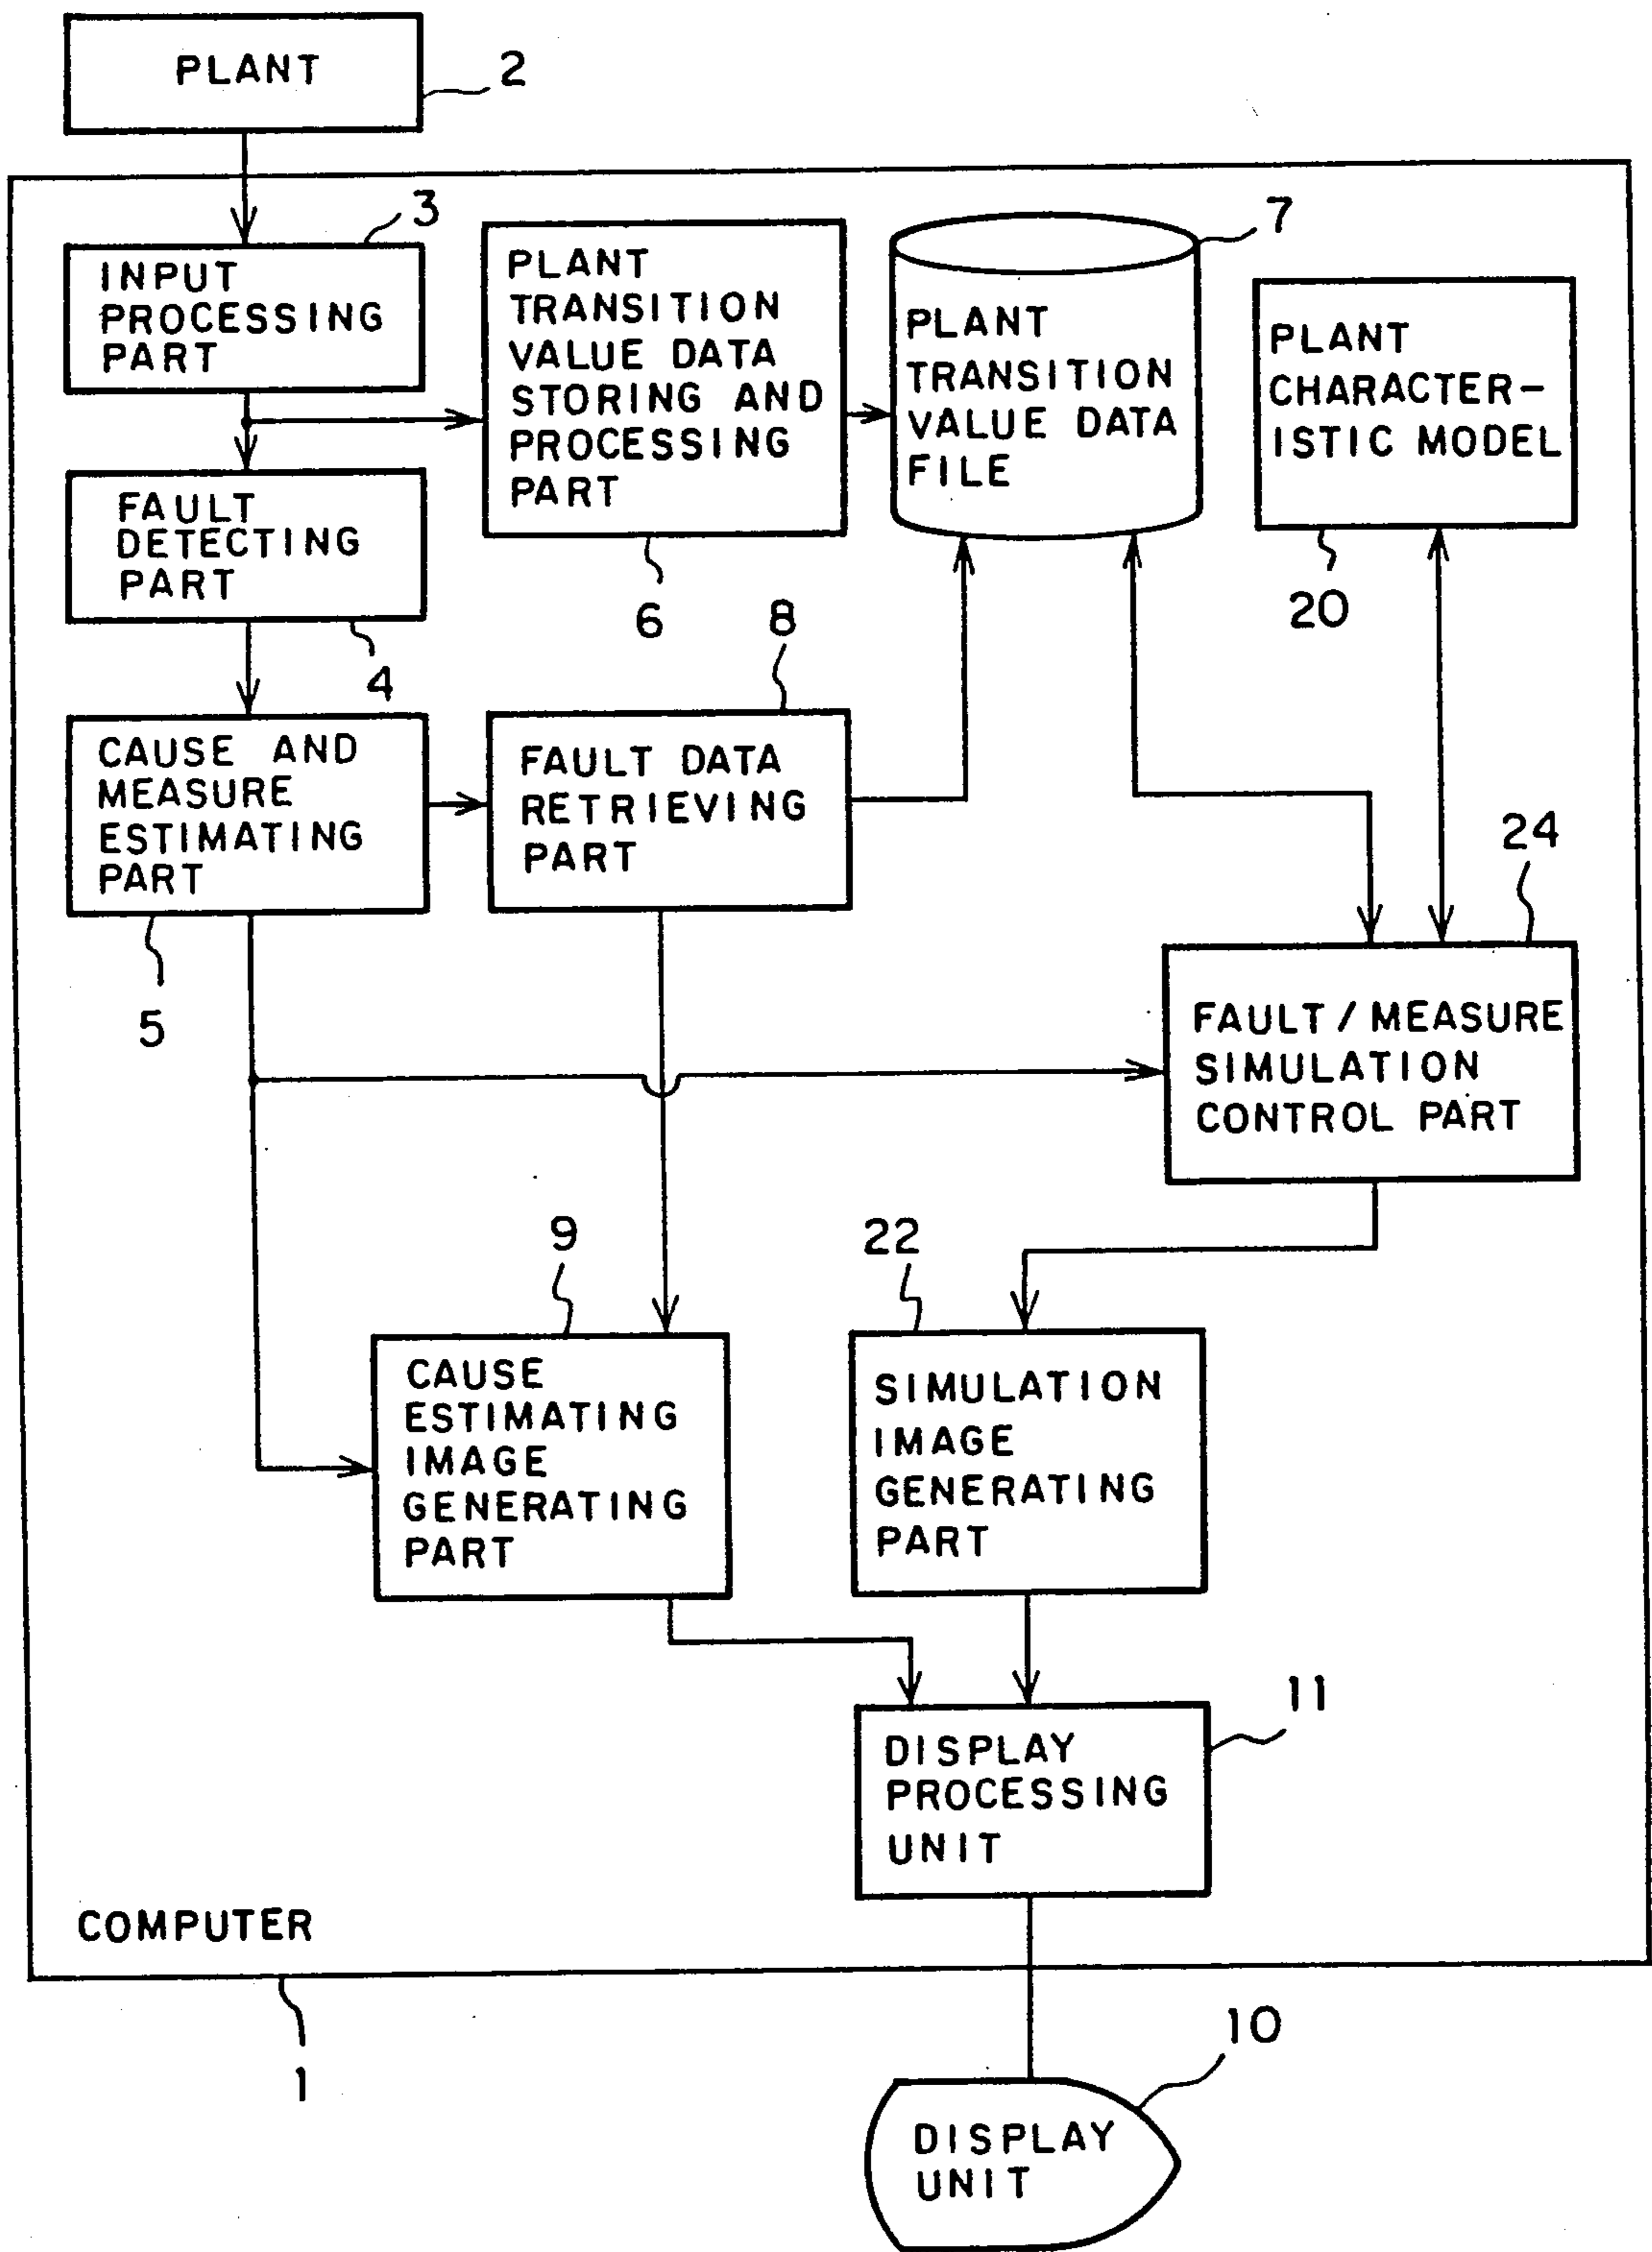 PLANT
2
3
INPUT
PROCESSING
PART
PLANT
TRANSITION
VALUE DATA
STORING AND
PROCESSING
PART
6
7
PLANT
TRANSITION
VALUE DATA
FILE
PLANT
CHARACTER-
ISTIC MODEL
20
FAULT
DETECTING
PART
4
CAUSE AND
MEASURE
ESTIMATING
PART
5
8
FAULT DATA
RETRIEVING
PART
24
FAULT / MEASURE
SIMULATION
CONTROL PART
9
CAUSE
ESTIMATING
IMAGE
GENERATING
PART
22
SIMULATION
IMAGE
GENERATING
PART
11
DISPLAY
PROCESSING
UNIT
COMPUTER
1
10
DISPLAY
UNIT